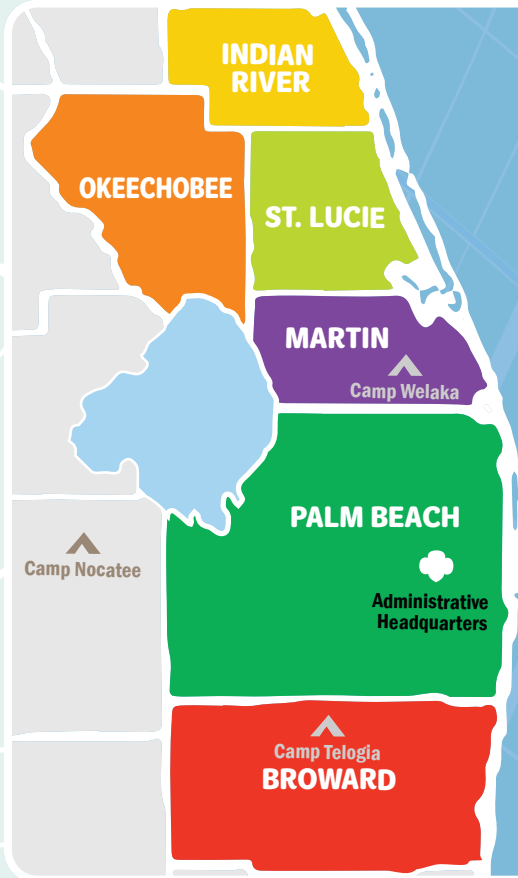 INDIAN
RIVER
OKEECHOBEE
ST. LUCIE
MARTIN
Camp Welaka
PALM BEACH
Camp Nocatee
Administrative
Headquarters
Camp Telogia
BROWARD